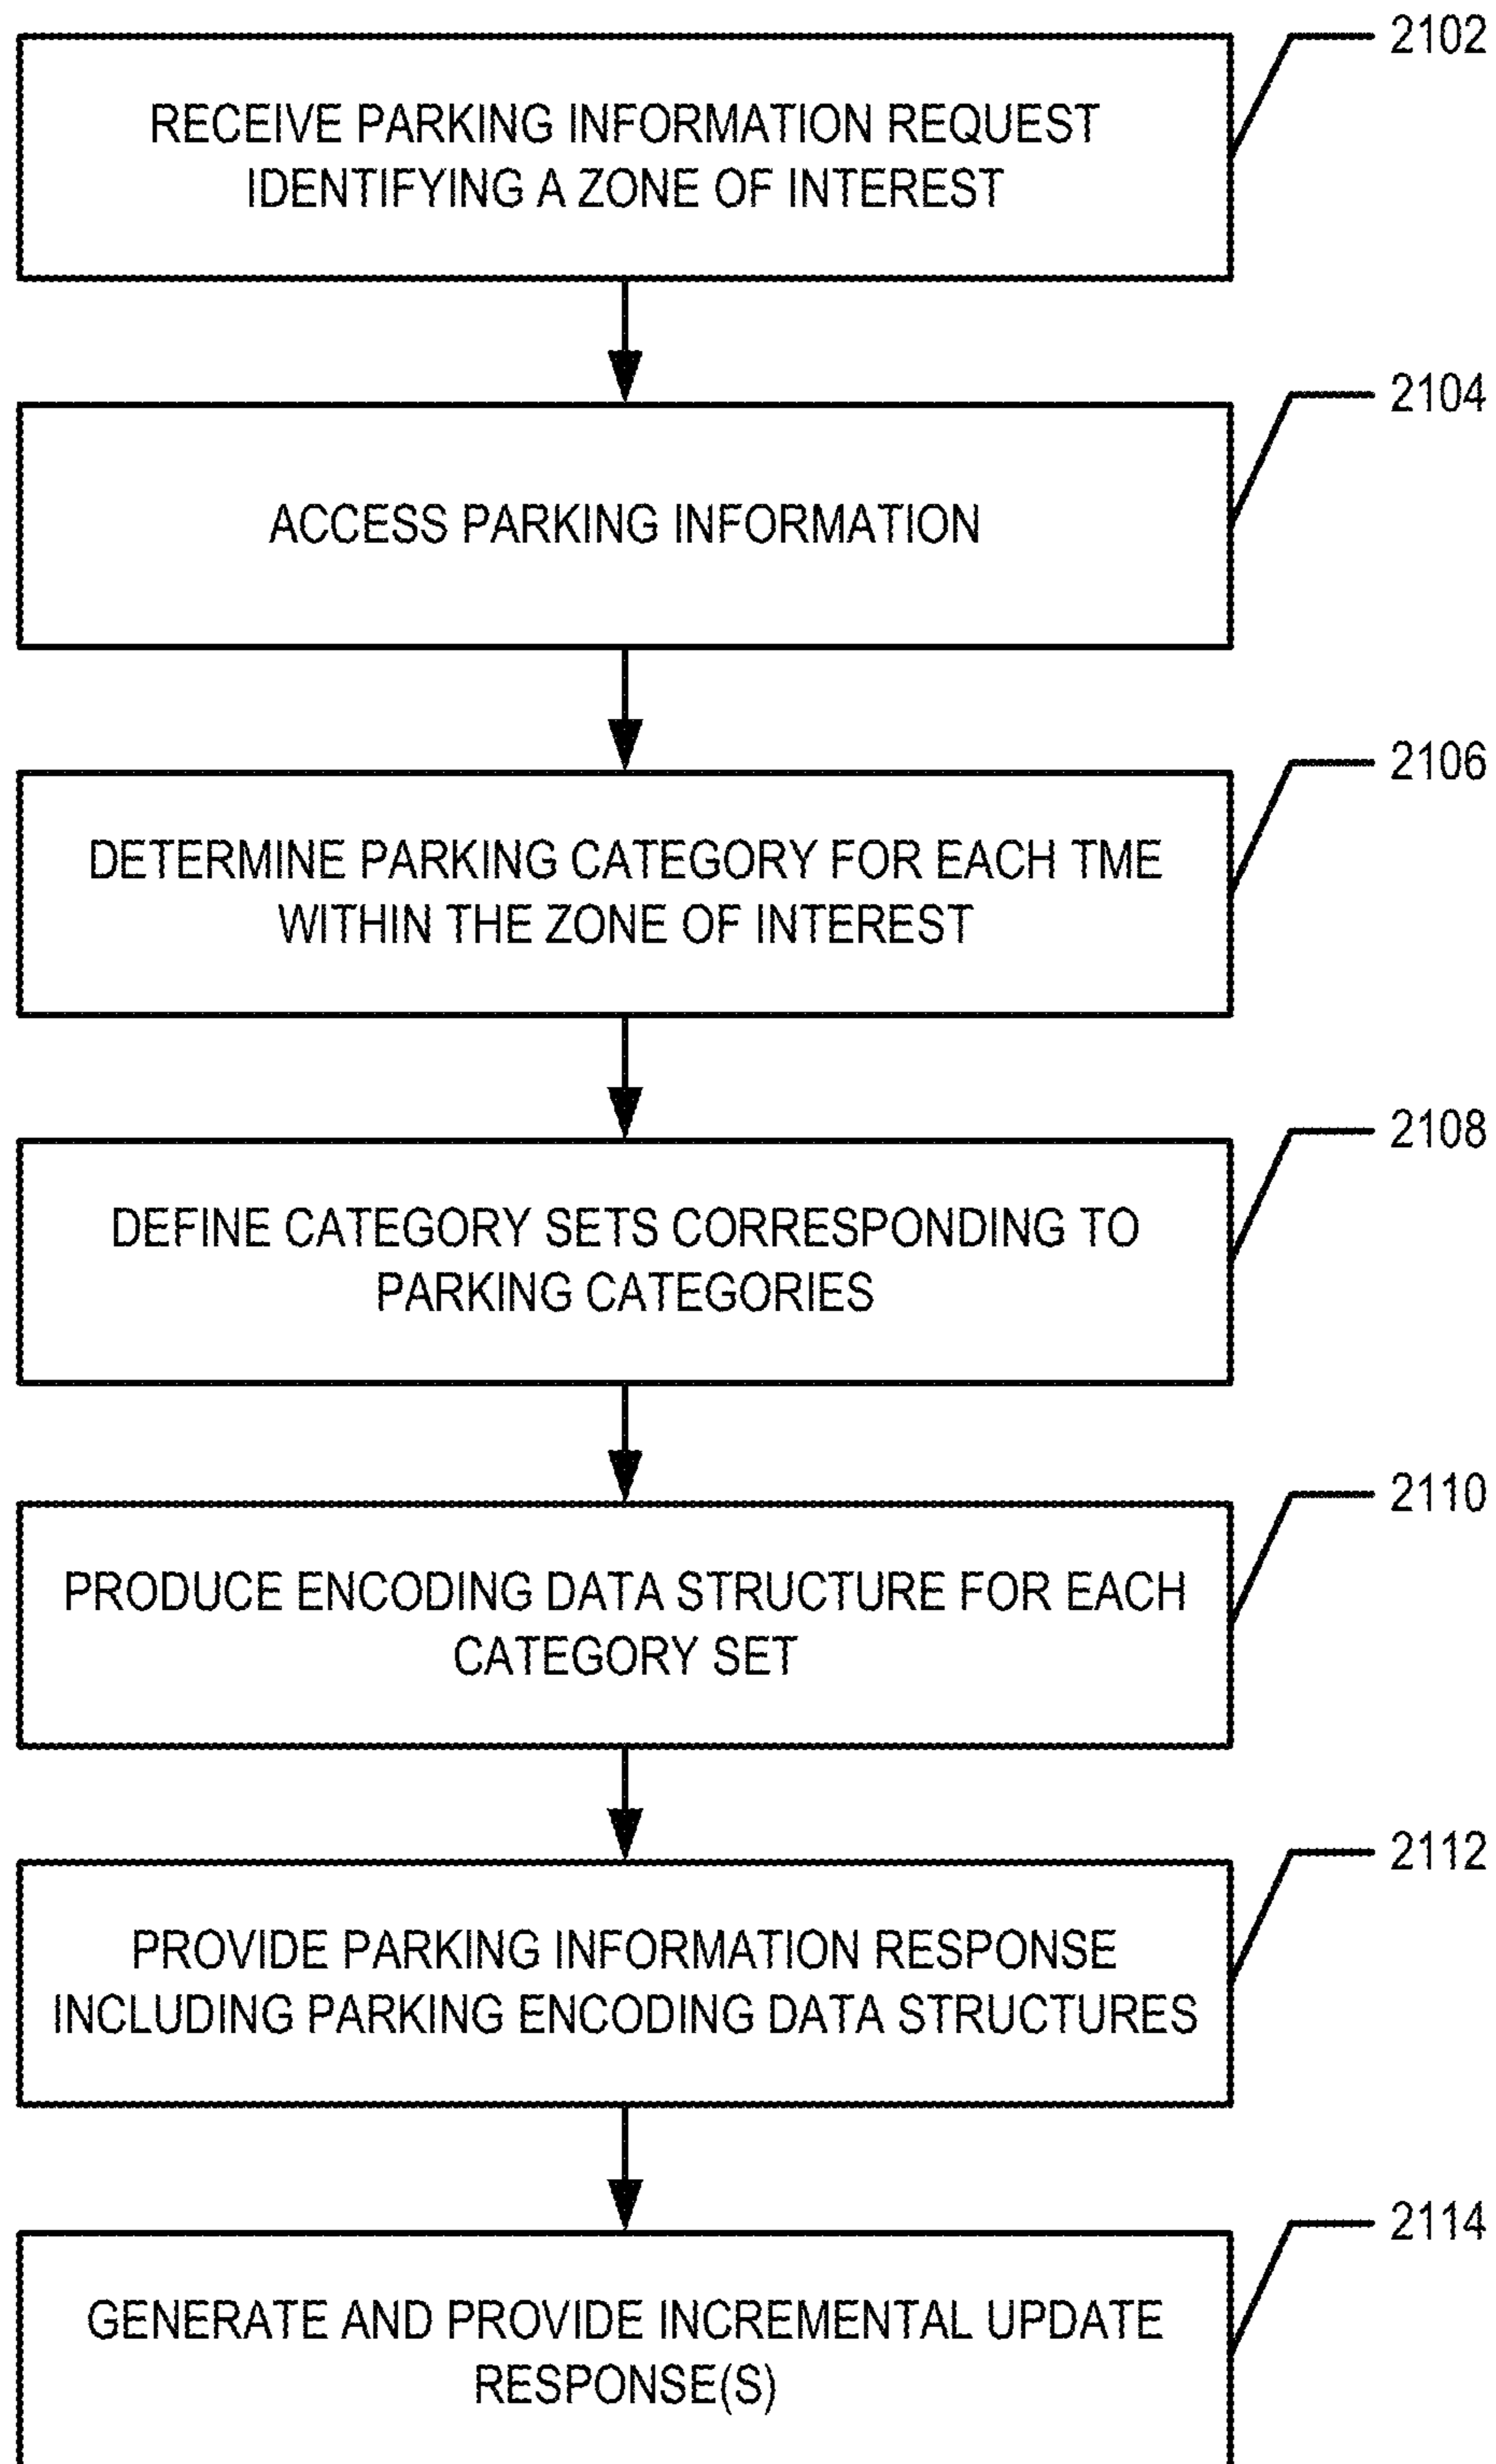 2102
RECEIVE PARKING INFORMATION REQUEST
IDENTIFYING A ZONE OF INTEREST
2104
ACCESS PARKING INFORMATION
2106
DETERMINE PARKING CATEGORY FOR EACH TME
WITHIN THE ZONE OF INTEREST
2108
DEFINE CATEGORY SETS CORRESPONDING TO
PARKING CATEGORIES
2110
PRODUCE ENCODING DATA STRUCTURE FOR EACH
CATEGORY SET
2112
PROVIDE PARKING INFORMATION RESPONSE
INCLUDING PARKING ENCODING DATA STRUCTURES
2114
GENERATE AND PROVIDE INCREMENTAL UPDATE
RESPONSE(S)